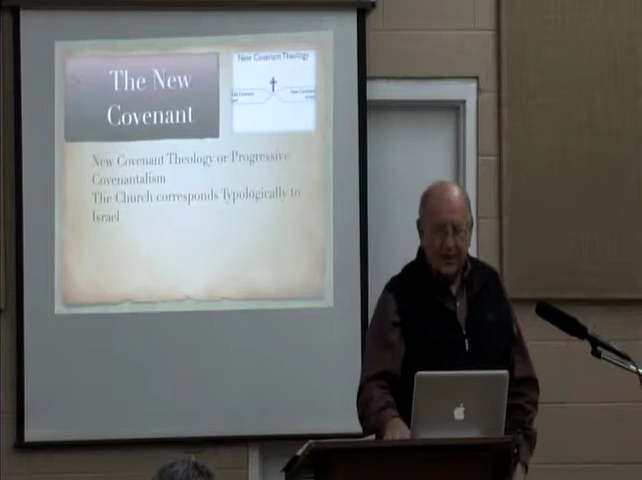 The New
Covenant
New Covenant Theology
New Covenant Theology or Progressive
Covenantalism
The Church corresponds Typologically to
Israel